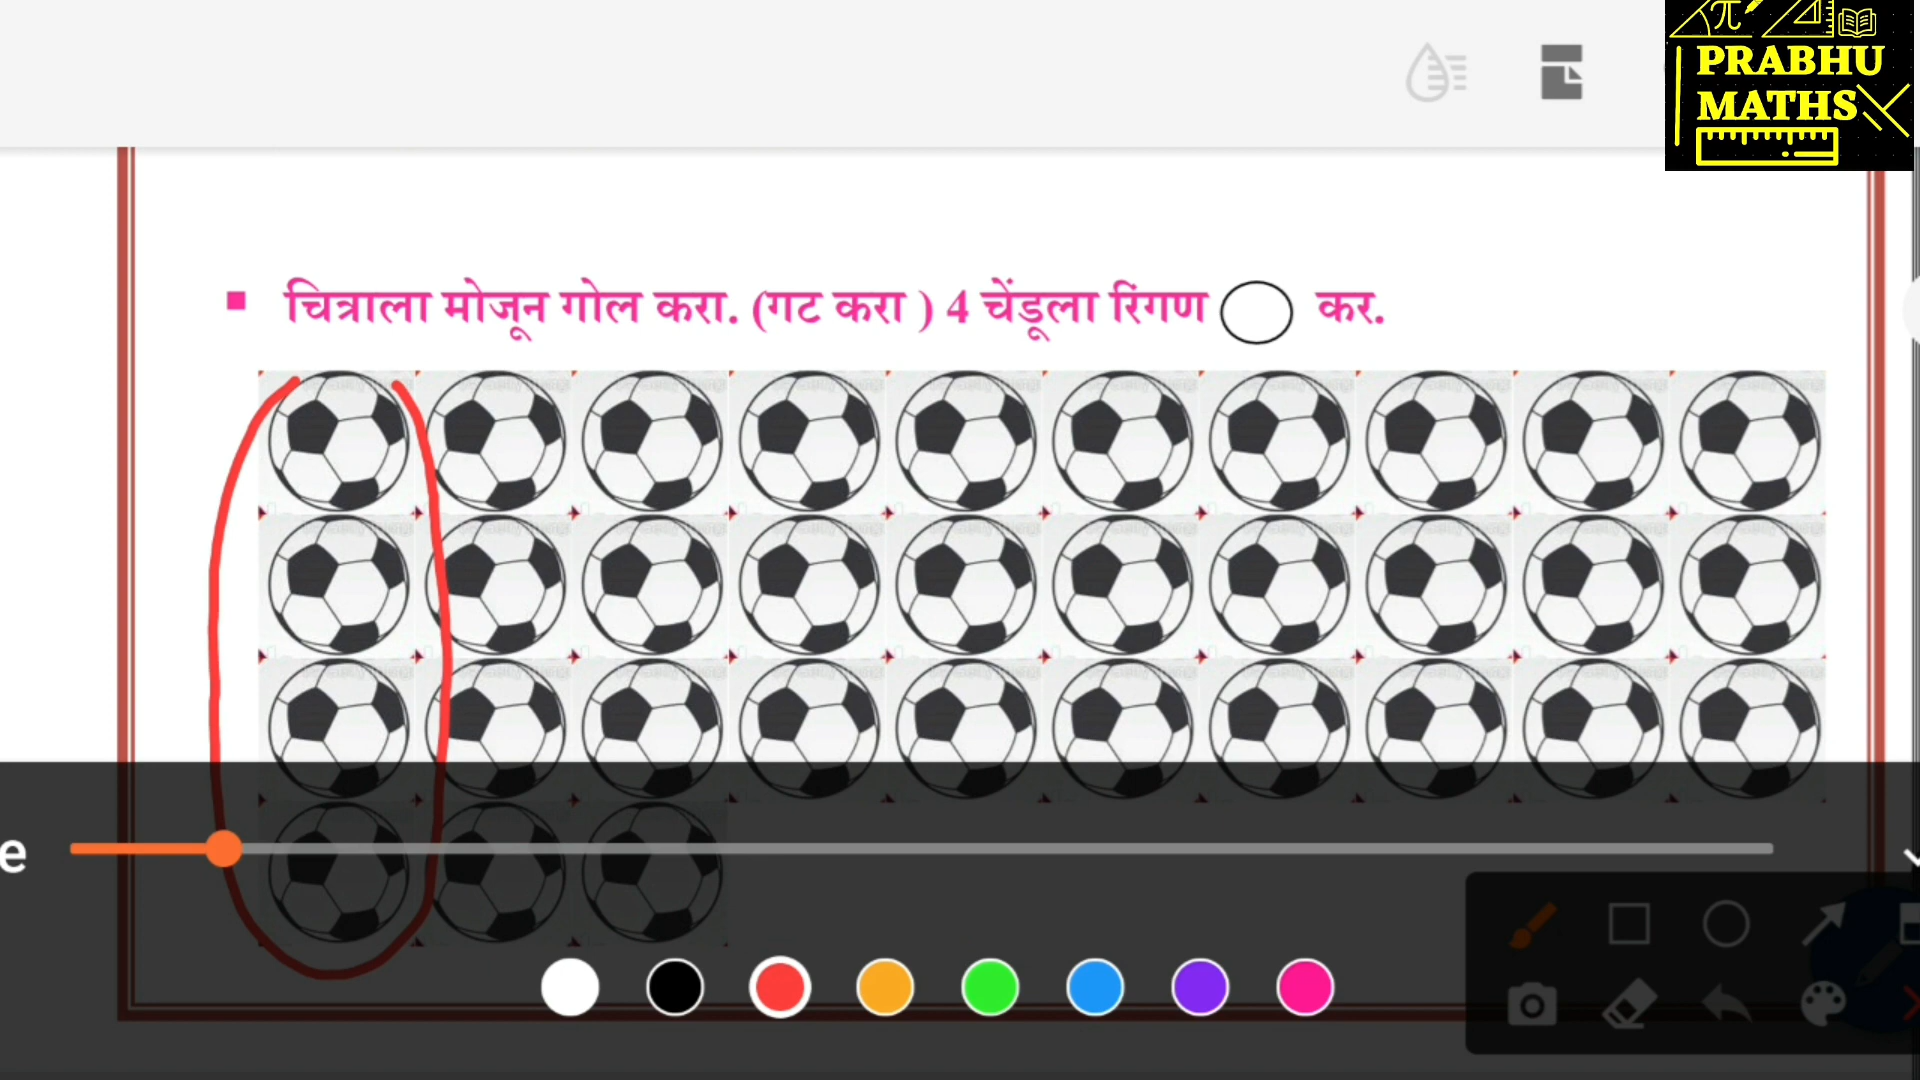 PRABHU
MATHS
चित्राला मोजून गोल करा. (गट करा ) 4 चेंडूला रिंगण कर.
e